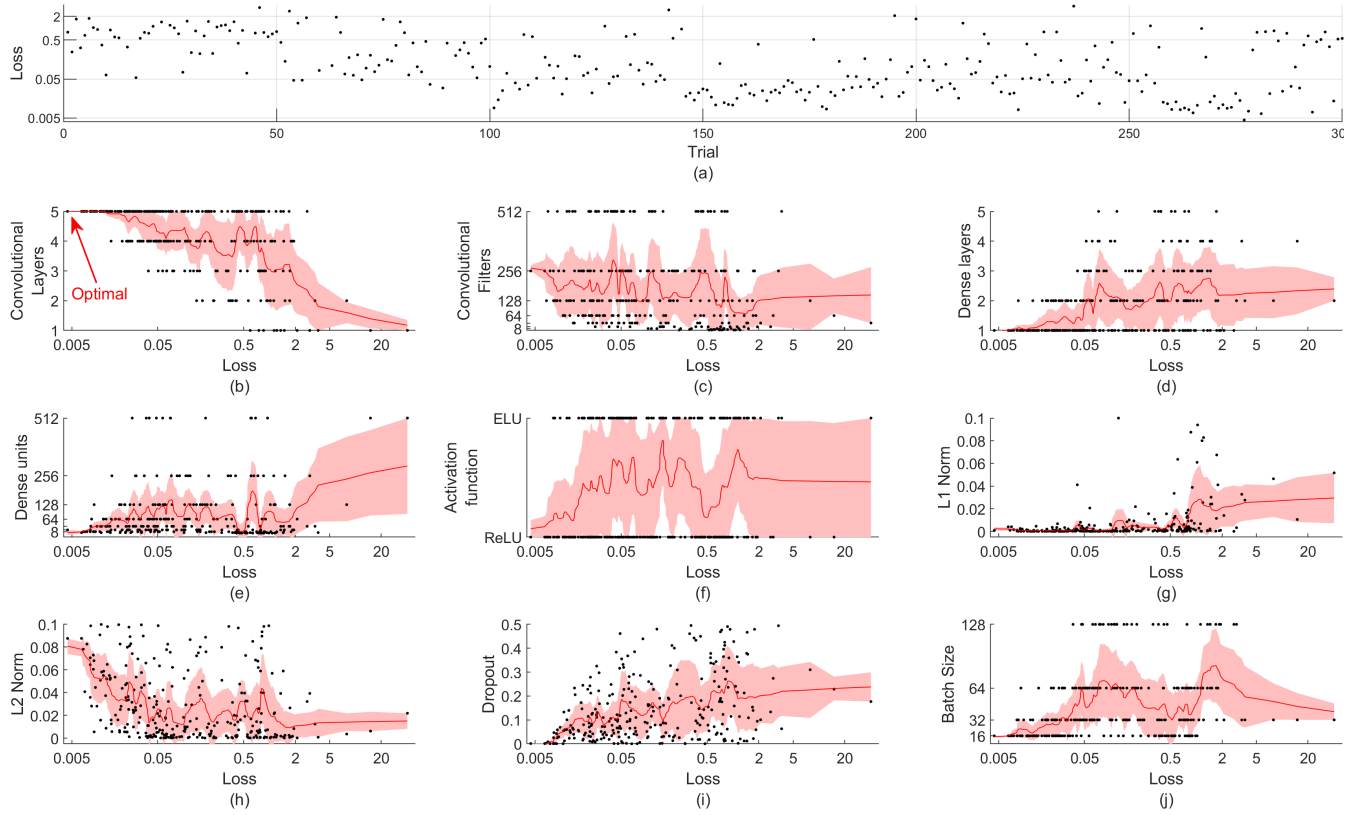 2
0.5
0.05
0.005
Loss
0 50 100 150 200 250 30
Trial
(a)
5
4
3
2
1
Convolutional
Layers
Optimal
0.005 0.05 0.5 2 5 20
Loss
(b)
512
256
128
64
8
Convolutional
Filters
0.005 0.05 0.5 2 5 20
Loss
(c)
5
4
3
2
1
Dense layers
0.005 0.05 0.5 2 5 20
Loss
(d)
512
256
128
64
8
Dense units
0.005 0.05 0.5 2 5 20
Loss
(e)
ELU
ReLU
Activation
function
0.005 0.05 0.5 2 5 20
Loss
(f)
0.1
0.08
0.06
0.04
0.02
0
L1 Norm
0.005 0.05 0.5 2 5 20
Loss
(g)
0.1
0.08
0.06
0.04
0.02
0
L2 Norm
0.005 0.05 0.5 2 5 20
Loss
(h)
0.5
0.4
0.3
0.2
0.1
0
Dropout
0.005 0.05 0.5 2 5 20
Loss
(i)
128
64
32
16
Batch Size
0.005 0.05 0.5 2 5 20
Loss
(j)